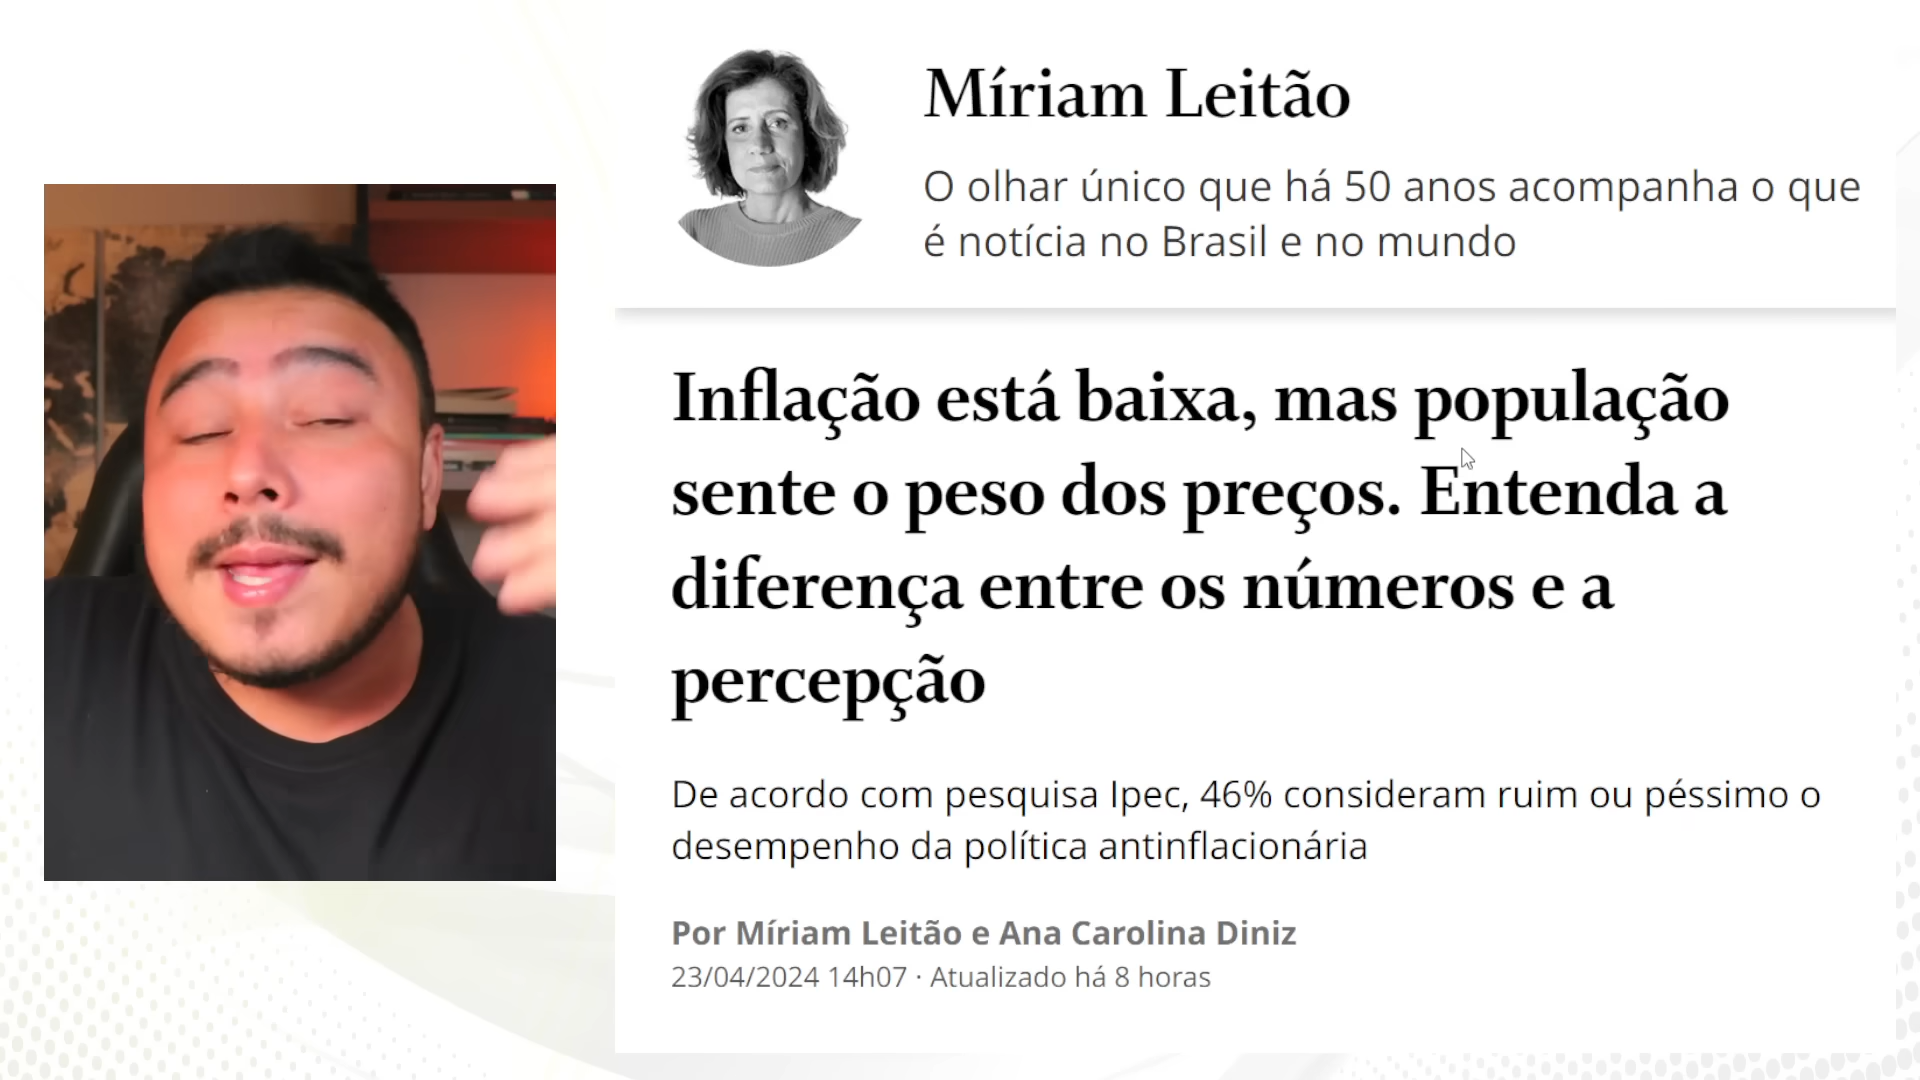 Míriam Leitão
O olhar único que há 50 anos acompanha o que
é notícia no Brasil e no mundo
Inflação está baixa, mas população
sente o peso dos preços. Entenda a
diferença entre os números e a
percepção
De acordo com pesquisa Ipec, 46% consideram ruim ou péssimo o
desempenho da política antinflacionária
Por Míriam Leitão e Ana Carolina Diniz
23/04/2024 14h07 · Atualizado há 8 horas